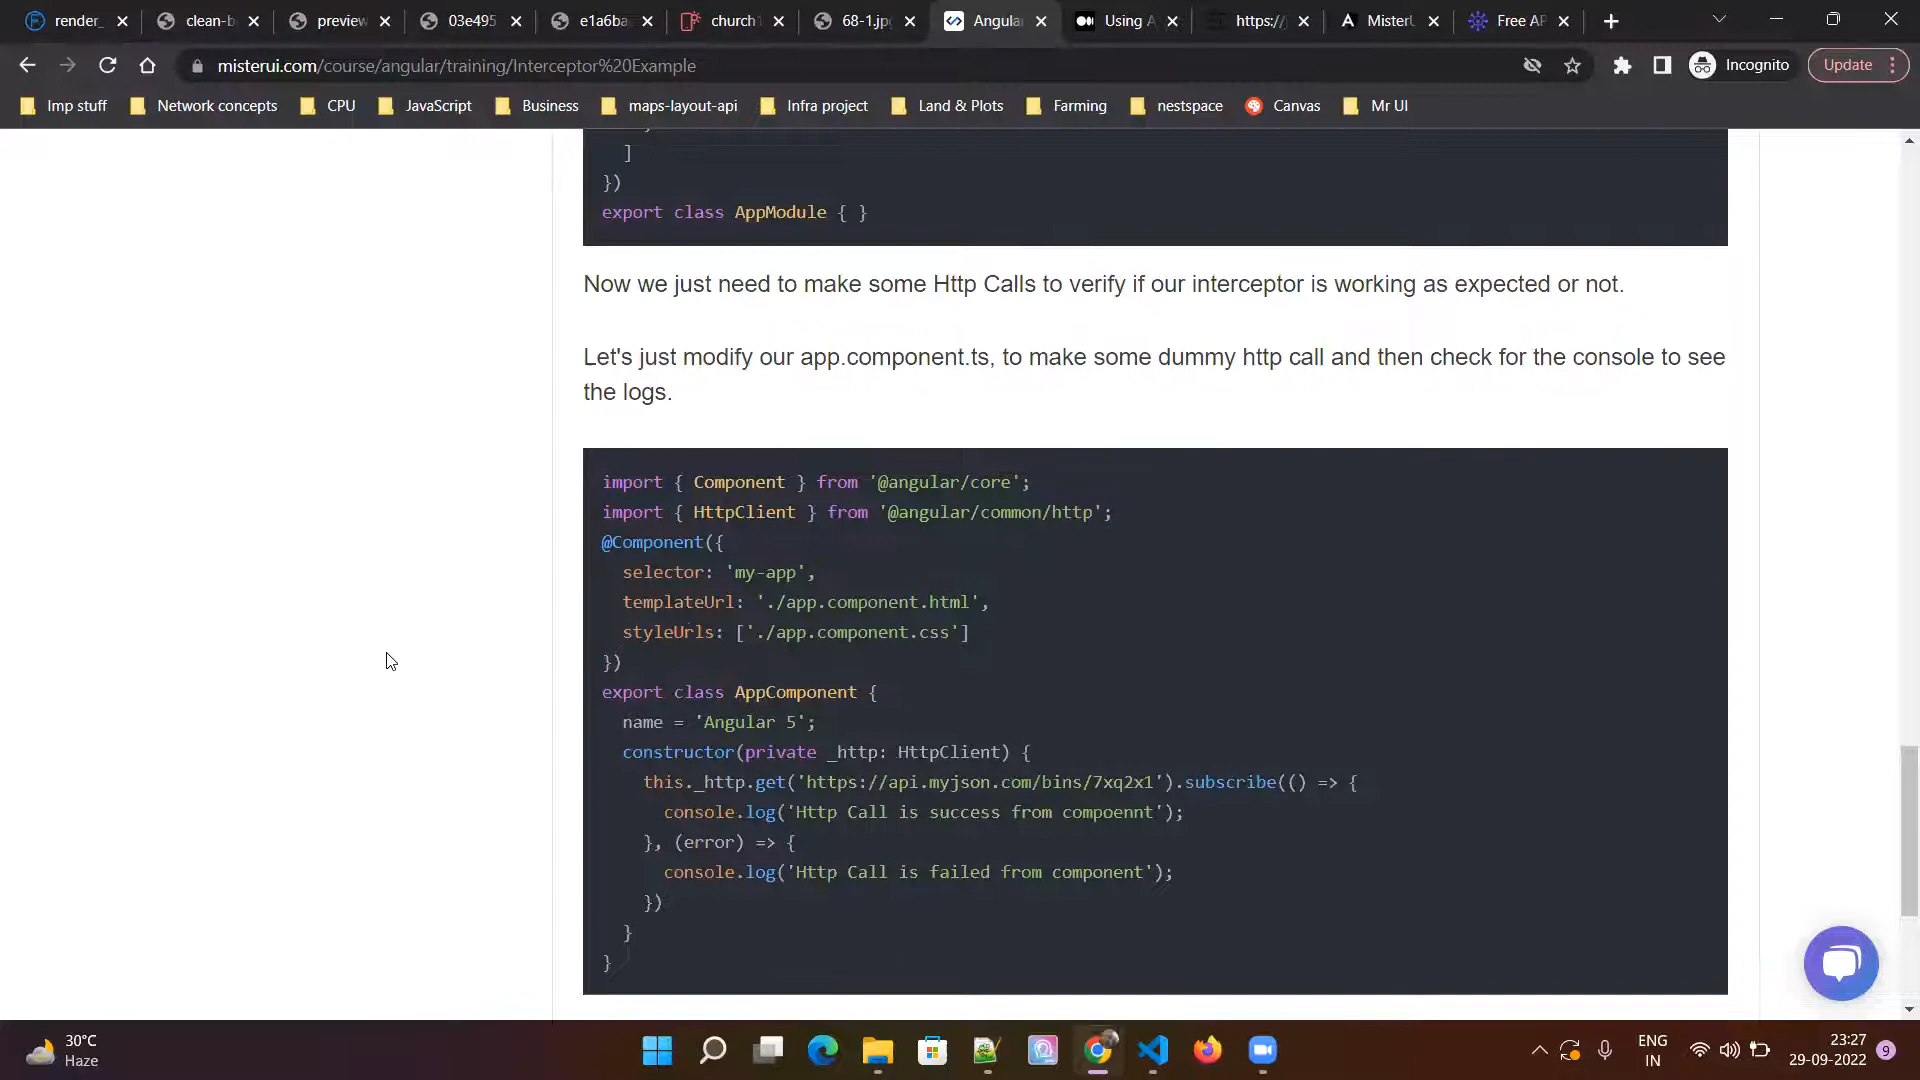 render_
clean-b
preview
03e495
e1a6ba
church
68-1.jp
Angular
Using A
https://
MisterU
Free AP
misterui.com/course/angular/training/Interceptor%20Example
Incognito
Update
Imp stuff
Network concepts
CPU
JavaScript
Business
maps-layout-api
Infra project
Land & Plots
Farming
nestspace
Canvas
Mr UI
]
})
export class AppModule { }
Now we just need to make some Http Calls to verify if our interceptor is working as expected or not.
Let's just modify our app.component.ts, to make some dummy http call and then check for the console to see
the logs.
import { Component } from '@angular/core';
import { HttpClient } from '@angular/common/http';
@Component({
selector: 'my-app',
templateUrl: './app.component.html',
styleUrls: ['./app.component.css']
})
export class AppComponent {
name = 'Angular 5';
constructor(private _http: HttpClient) {
this._http.get('https://api.myjson.com/bins/7xq2x1').subscribe(() => {
console.log('Http Call is success from compoennt');
}, (error) => {
console.log('Http Call is failed from component');
})
}
}
30°C
Haze
ENG
IN
23:27
29-09-2022
9